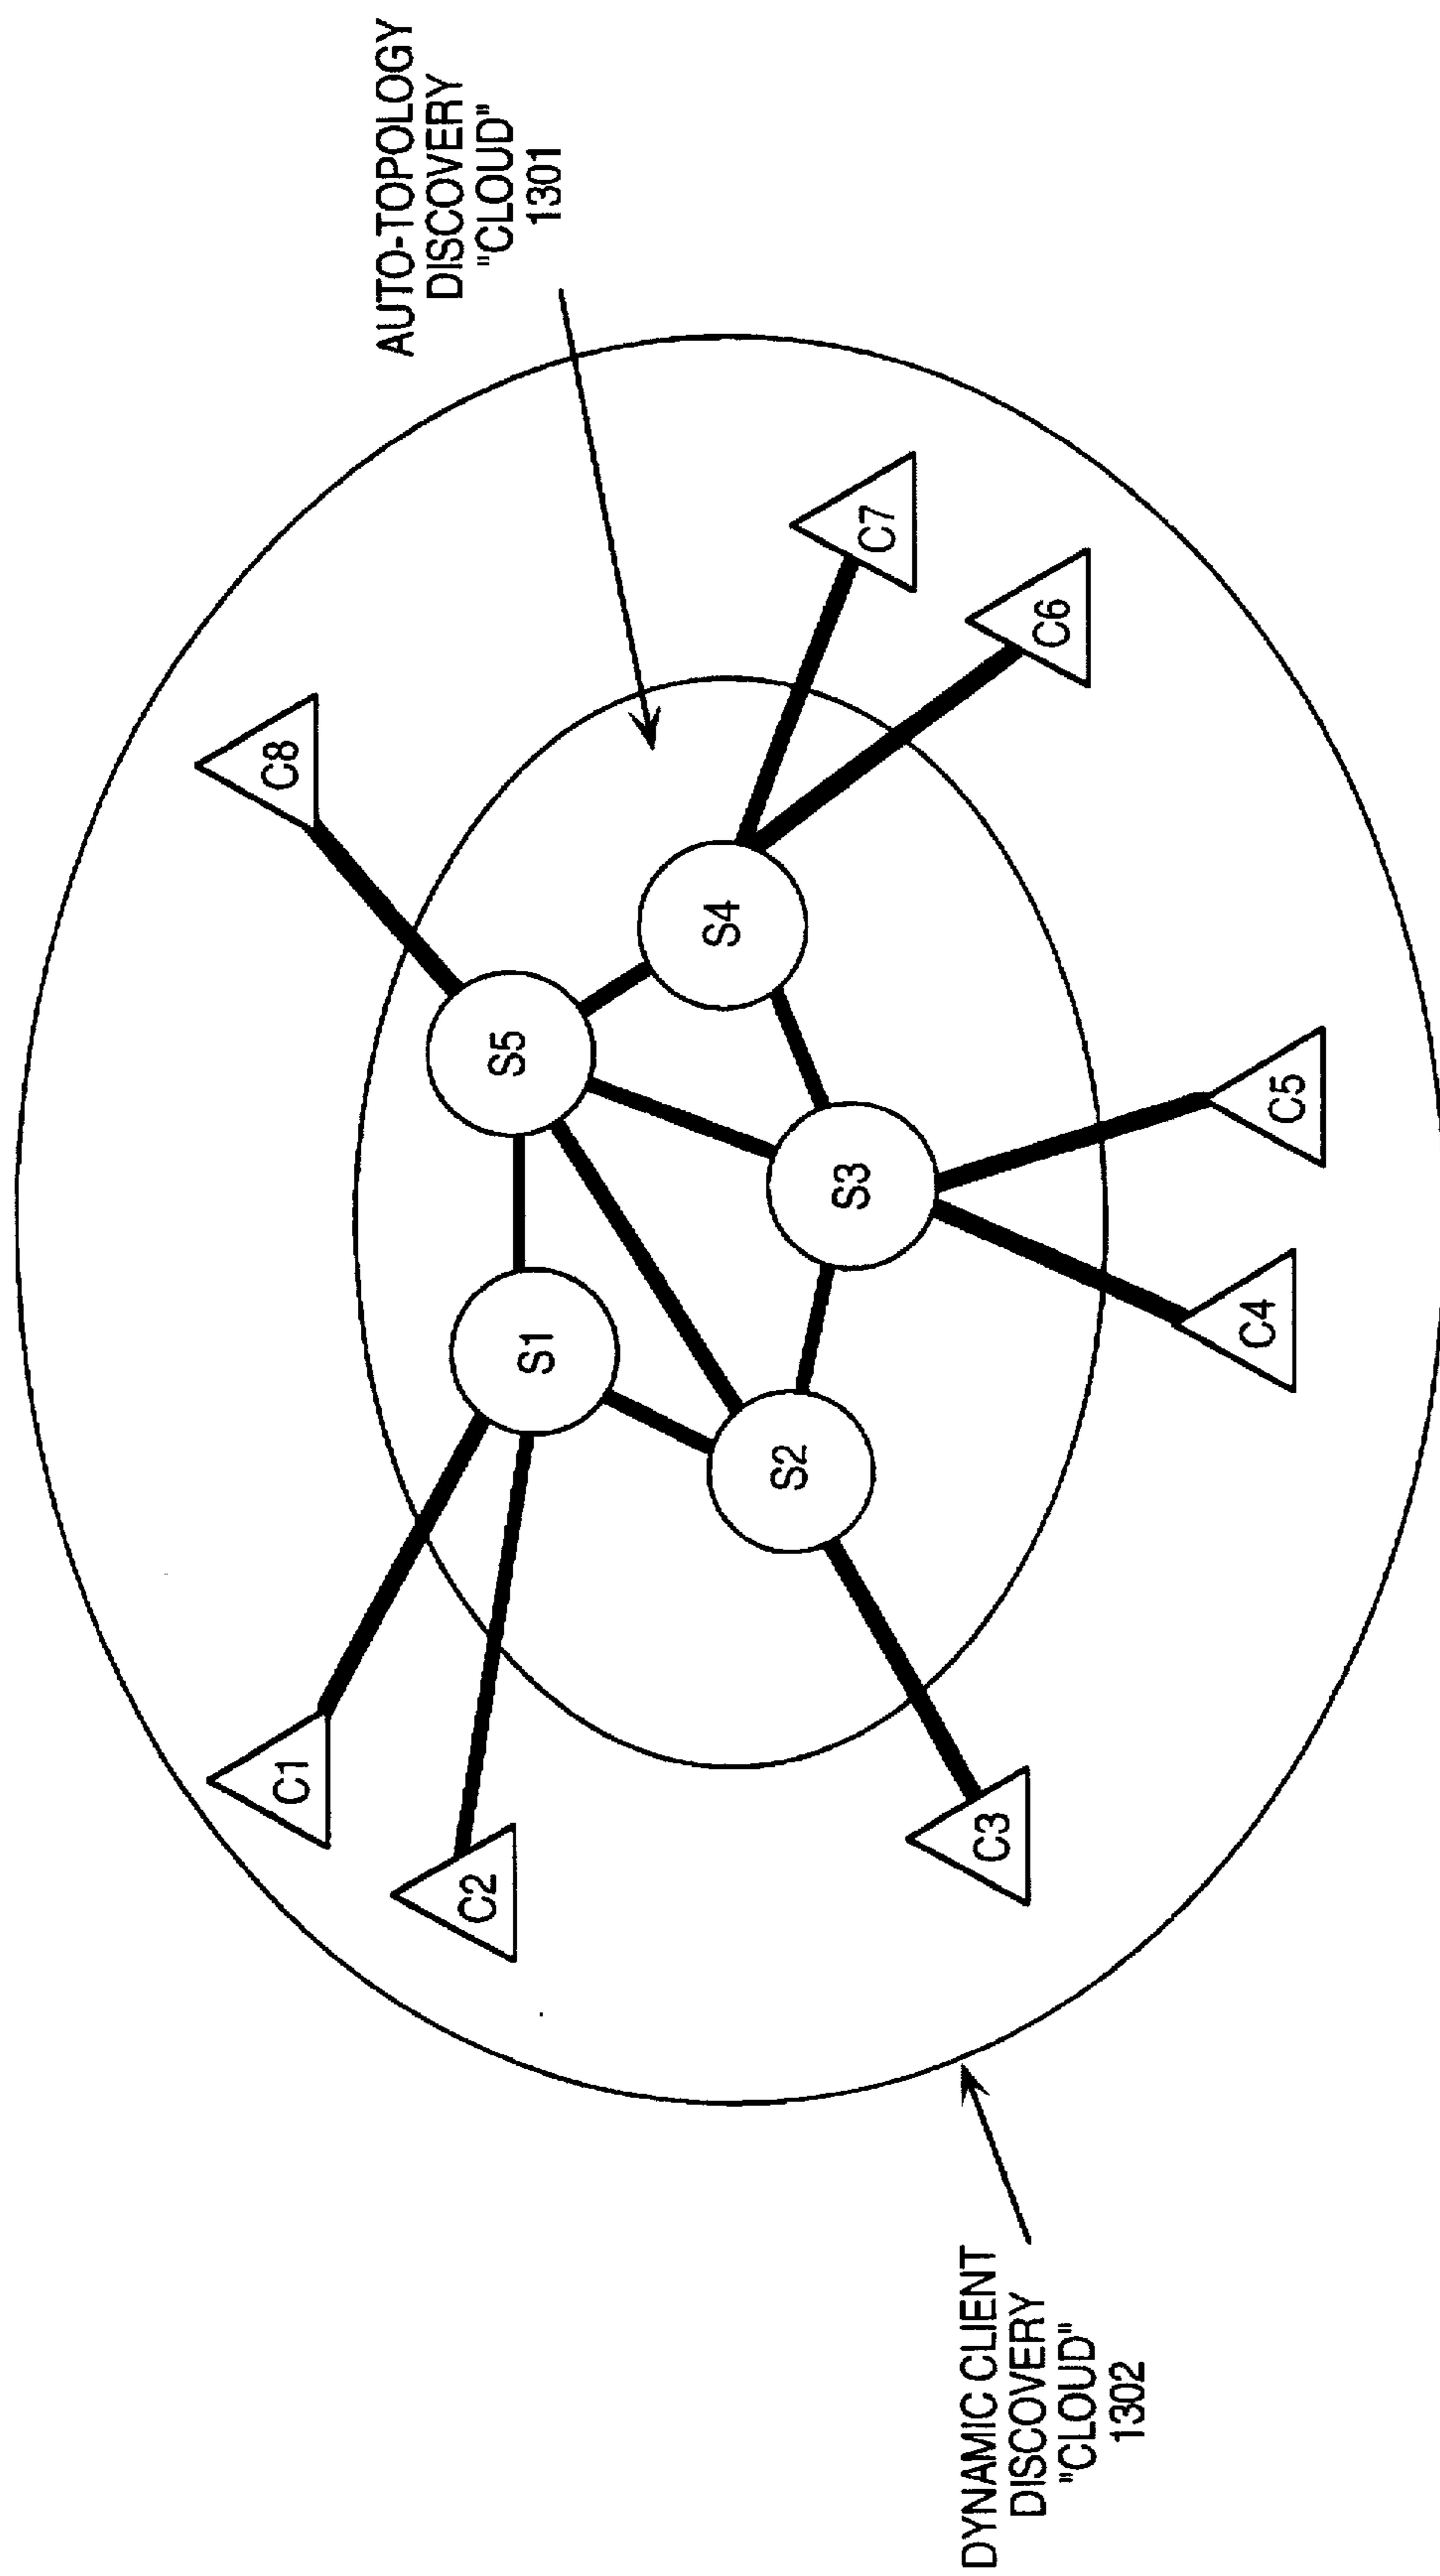 AUTO-TOPOLOGY
DISCOVERY
"CLOUD"
1301
C1
C8
C2
S1
S5
C7
S2
S3
S4
C3
C6
C4
C5
DYNAMIC CLIENT
DISCOVERY
"CLOUD"
1302